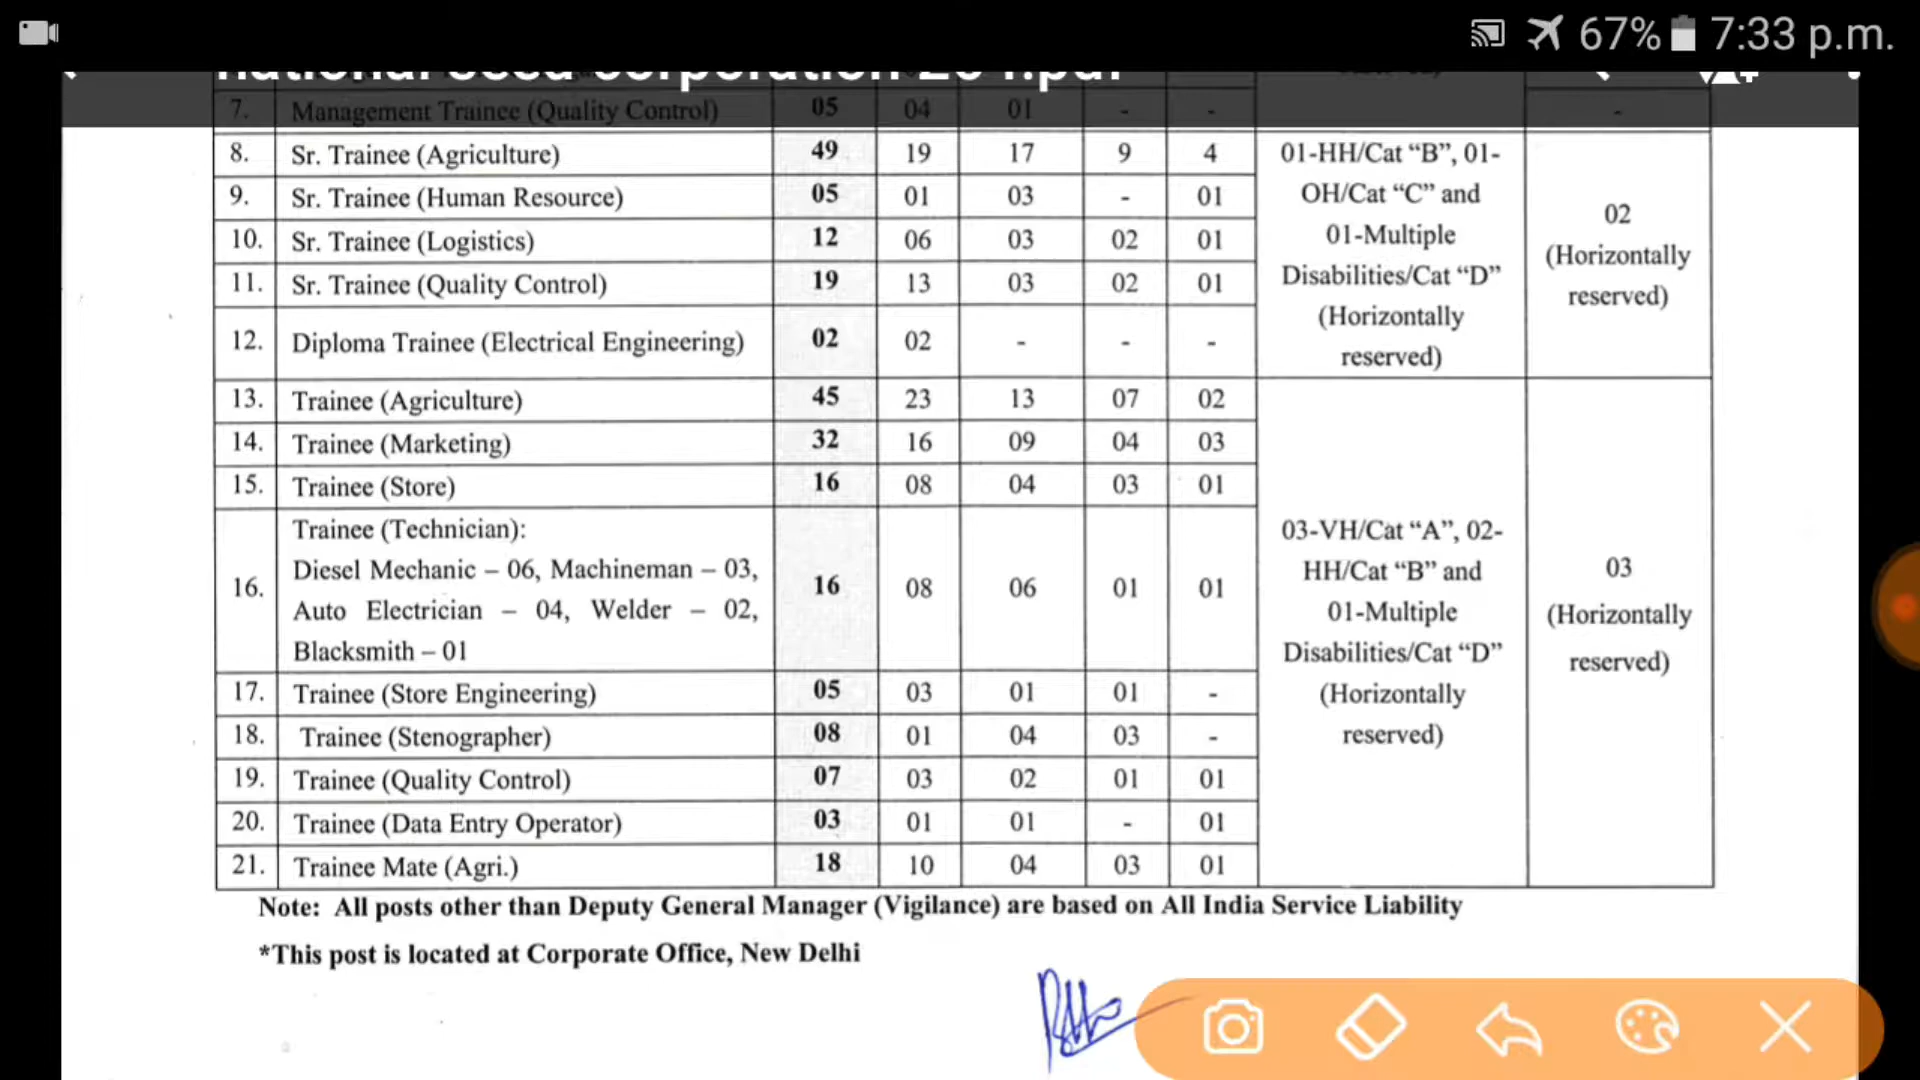 67% 7:33 p.m.
7. Management Trainee (Quality Control) 05 04 01 - - -
8. Sr. Trainee (Agriculture) 49 19 17 9 4
9. Sr. Trainee (Human Resource) 05 01 03 - 01
10. Sr. Trainee (Logistics) 12 06 03 02 01
11. Sr. Trainee (Quality Control) 19 13 03 02 01
12. Diploma Trainee (Electrical Engineering) 02 02 - - -
01-HH/Cat “B”, 01-
OH/Cat “C” and
01-Multiple
Disabilities/Cat “D”
(Horizontally
reserved)
02
(Horizontally
reserved)
13. Trainee (Agriculture) 45 23 13 07 02
14. Trainee (Marketing) 32 16 09 04 03
15. Trainee (Store) 16 08 04 03 01
16. Trainee (Technician):
Diesel Mechanic – 06, Machineman – 03,
Auto Electrician – 04, Welder – 02,
Blacksmith – 01
16 08 06 01 01
17. Trainee (Store Engineering) 05 03 01 01 -
18. Trainee (Stenographer) 08 01 04 03 -
19. Trainee (Quality Control) 07 03 02 01 01
20. Trainee (Data Entry Operator) 03 01 01 - 01
21. Trainee Mate (Agri.) 18 10 04 03 01
03-VH/Cat “A”, 02-
HH/Cat “B” and
01-Multiple
Disabilities/Cat “D”
(Horizontally
reserved)
03
(Horizontally
reserved)
Note: All posts other than Deputy General Manager (Vigilance) are based on All India Service Liability
*This post is located at Corporate Office, New Delhi